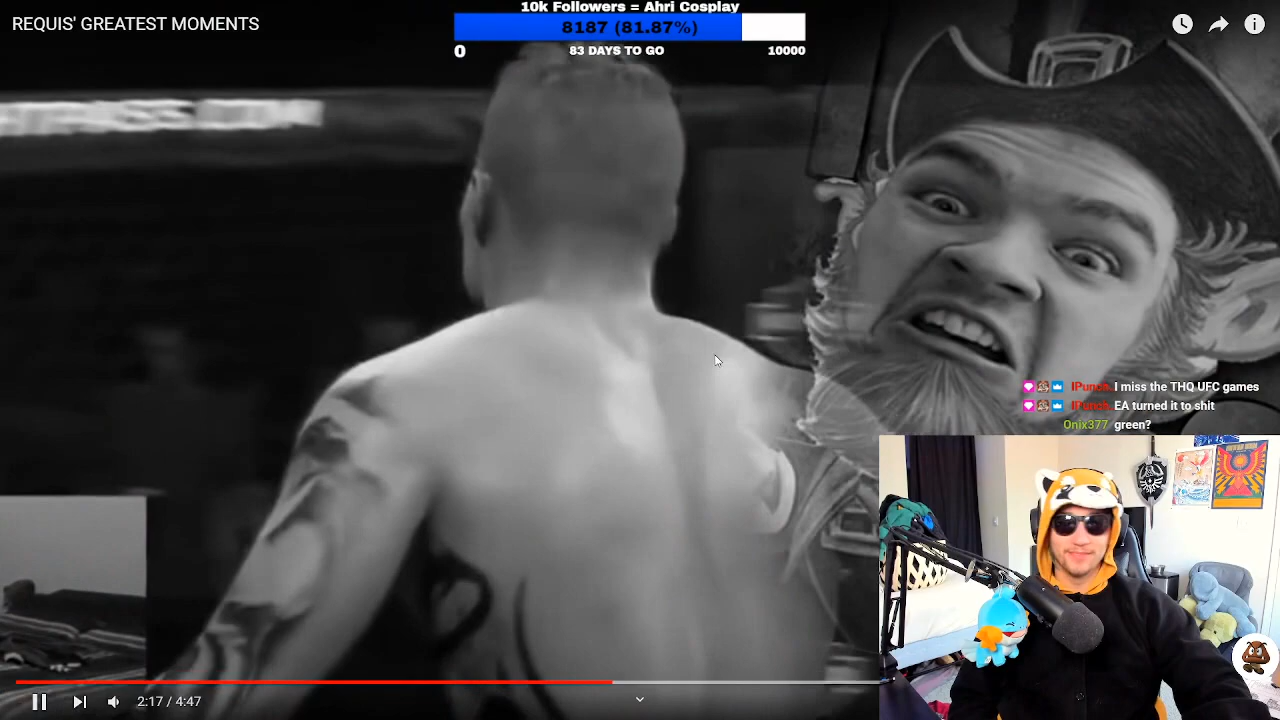 REQUIS' GREATEST MOMENTS
10k Followers = Ahri Cosplay
8187 (81.87%)
0
83 DAYS TO GO
10000
I miss the THQ UFC games
EA turned it to shit
Onix377 green?
2:17 / 4:47